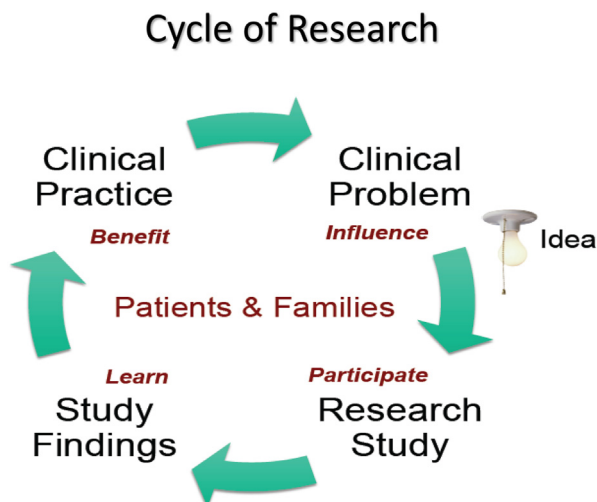 Cycle of Research
Clinical
Practice
Benefit
Clinical
Problem
Influence
Idea
Patients & Families
Learn
Study
Findings
Participate
Research
Study